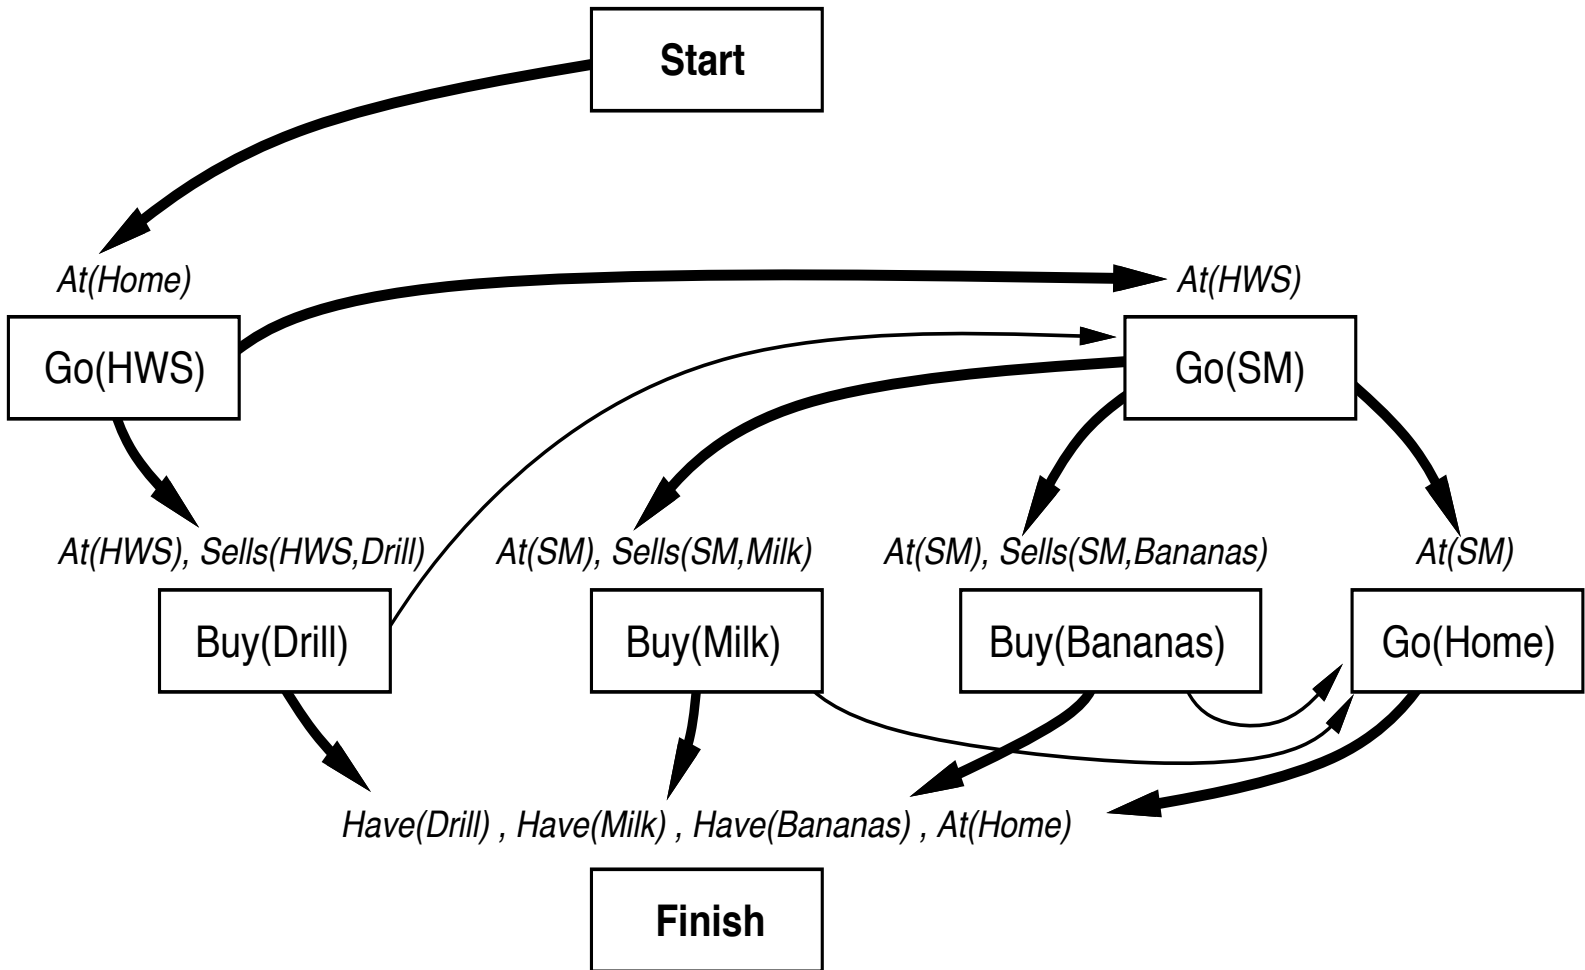 Start
At(Home)
At(HWS)
Go(HWS)
Go(SM)
At(HWS), Sells(HWS,Drill)
At(SM), Sells(SM,Milk)
At(SM), Sells(SM,Bananas)
At(SM)
Buy(Drill)
Buy(Milk)
Buy(Bananas)
Go(Home)
Have(Drill) , Have(Milk) , Have(Bananas) , At(Home)
Finish